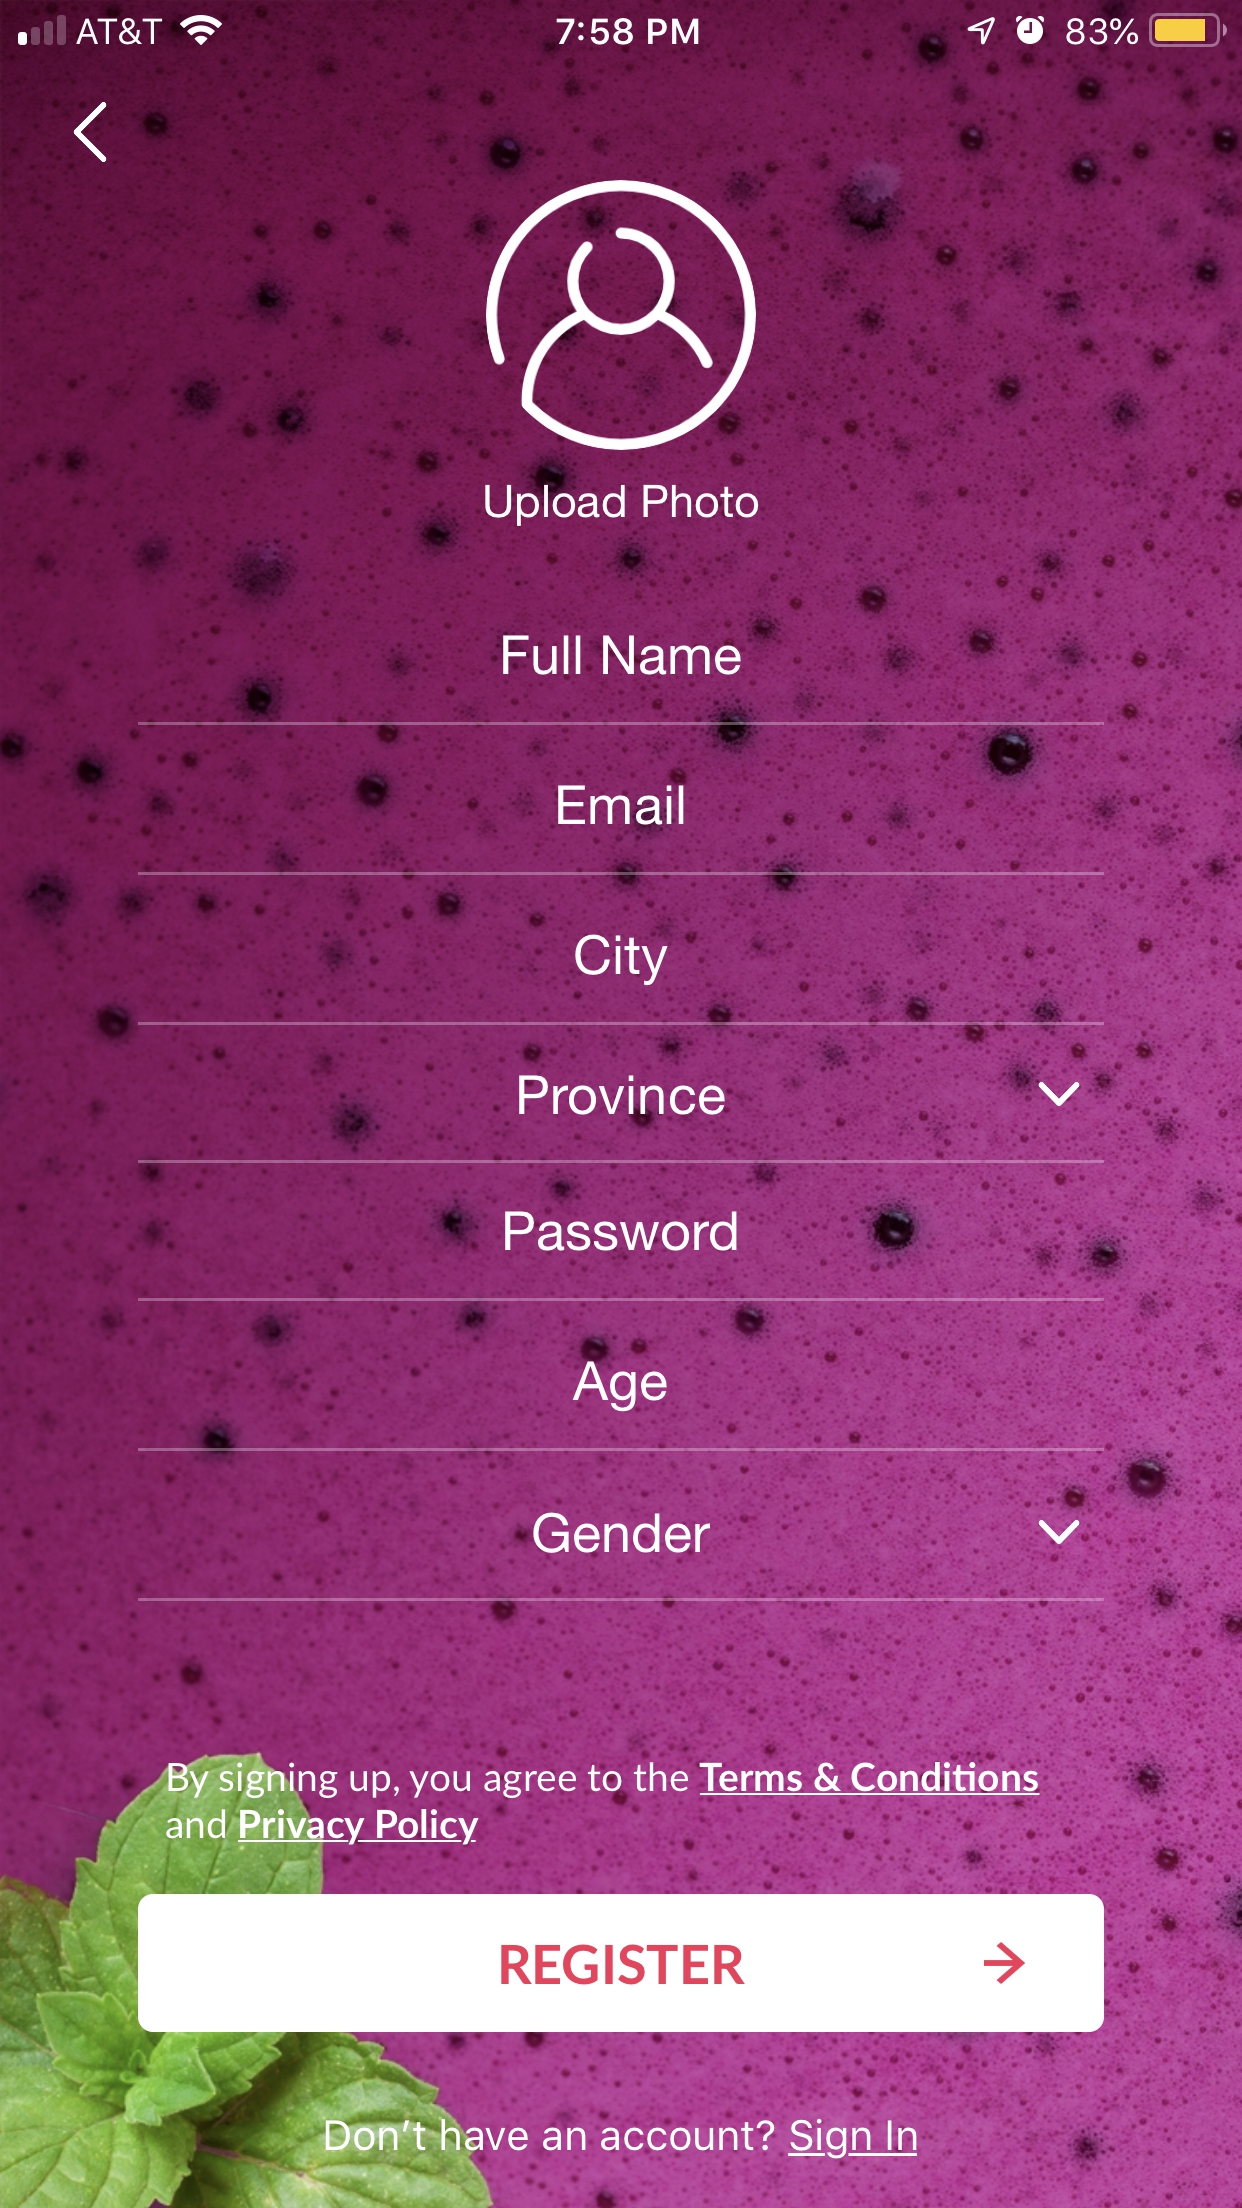 AT&T 7:58 PM 83%
Upload Photo
Full Name
Email
City
Province
Password
Age
Gender
By signing up, you agree to the Terms & Conditions
and Privacy Policy
REGISTER
Don't have an account? Sign In